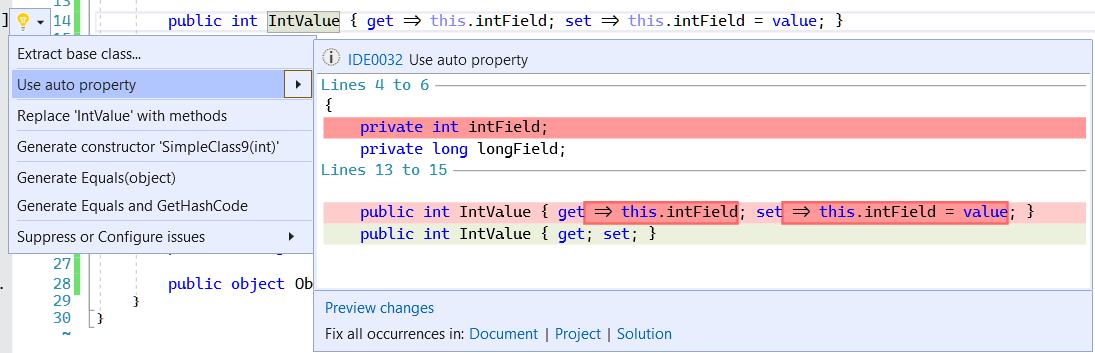 13
14 public int IntValue { get => this.intField; set => this.intField = value; }
Extract base class...
Use auto property
Replace 'IntValue' with methods
Generate constructor 'SimpleClass9(int)'
Generate Equals(object)
Generate Equals and GetHashCode
Suppress or Configure issues
IDE0032 Use auto property
Lines 4 to 6
{
private int intField;
private long longField;
Lines 13 to 15
public int IntValue { get => this.intField; set => this.intField = value; }
public int IntValue { get; set; }
Preview changes
Fix all occurrences in: Document | Project | Solution
27
28 public object Ob
29 }
30 }
~